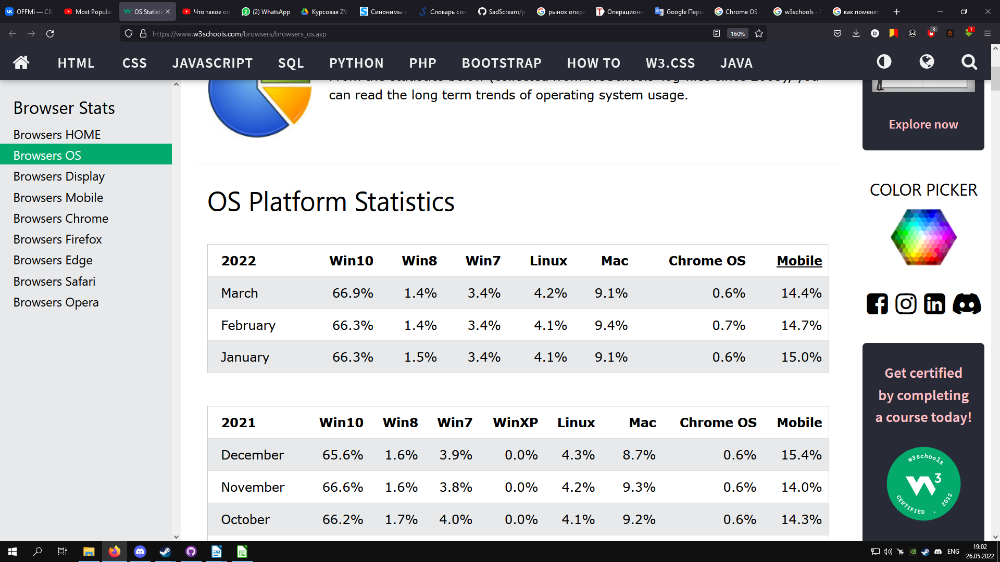 OFFMi — СВ
Most Popula
OS Statistic
Что такое оп
(2) WhatsApp
Курсовая ZV
Синонимы к
Словарь син
SadScream/p
рынок опера
Операционн
Google Пере
Chrome OS -
w3schools - П
как поменят
https://www.w3schools.com/browsers/browsers_os.asp
160%
3
?
HTML CSS JAVASCRIPT SQL PYTHON PHP BOOTSTRAP HOW TO W3.CSS JAVA
Browser Stats
Browsers HOME
Browsers OS
Browsers Display
Browsers Mobile
Browsers Chrome
Browsers Firefox
Browsers Edge
Browsers Safari
Browsers Opera
can read the long term trends of operating system usage.
OS Platform Statistics
2022 Win10 Win8 Win7 Linux Mac Chrome OS Mobile
March 66.9% 1.4% 3.4% 4.2% 9.1% 0.6% 14.4%
February 66.3% 1.4% 3.4% 4.1% 9.4% 0.7% 14.7%
January 66.3% 1.5% 3.4% 4.1% 9.1% 0.6% 15.0%
2021 Win10 Win8 Win7 WinXP Linux Mac Chrome OS Mobile
December 65.6% 1.6% 3.9% 0.0% 4.3% 8.7% 0.6% 15.4%
November 66.6% 1.6% 3.8% 0.0% 4.2% 9.3% 0.6% 14.0%
October 66.2% 1.7% 4.0% 0.0% 4.1% 9.2% 0.6% 14.3%
Explore now
COLOR PICKER
Get certified
by completing
a course today!
w3schools
3
CERTIFIED . 2022
ENG
19:02
26.05.2022